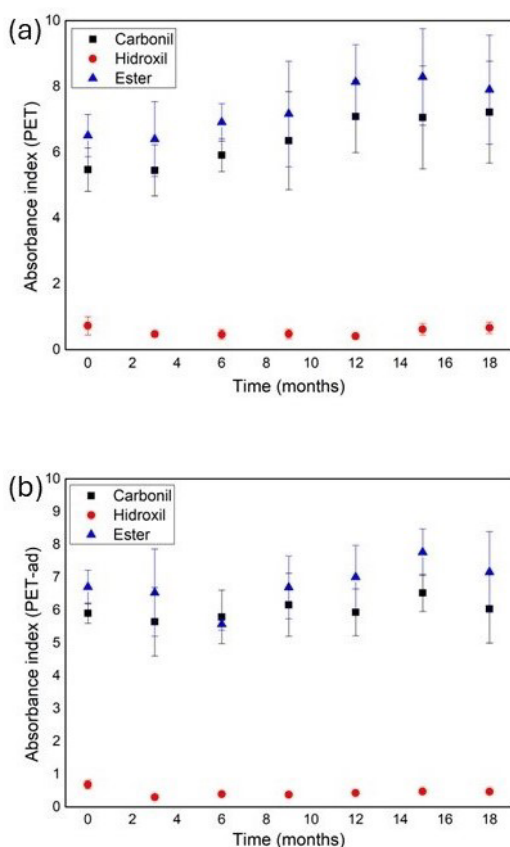 (a)
10
8
6
4
2
0
Carbonil
Hidroxil
Ester
Absorbance index (PET)
0 2 4 6 8 10 12 14 16 18
Time (months)
(b)
10
9
8
7
6
5
4
3
2
1
0
Carbonil
Hidroxil
Ester
Absorbance index (PET-ad)
0 2 4 6 8 10 12 14 16 18
Time (months)